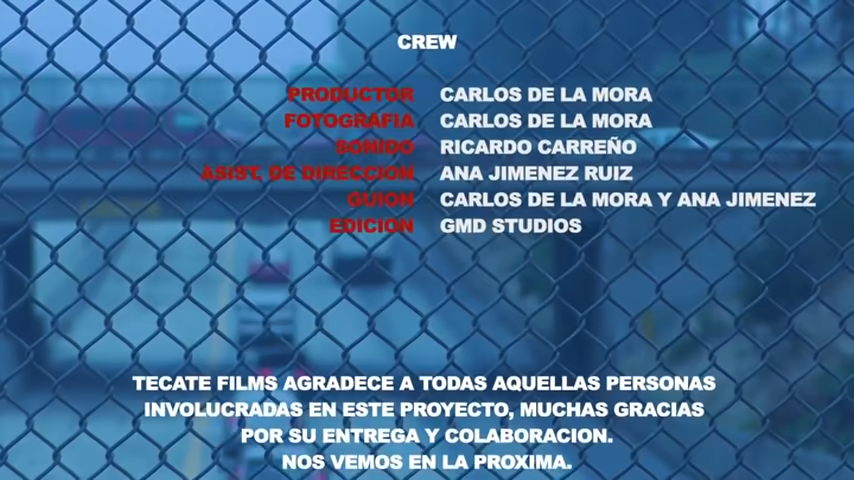 CREW
PRODUCTOR CARLOS DE LA MORA
FOTOGRAFIA CARLOS DE LA MORA
SONIDO RICARDO CARREÑO
ASIST. DE DIRECCION ANA JIMENEZ RUIZ
GUION CARLOS DE LA MORA Y ANA JIMENEZ
EDICION GMD STUDIOS
TECATE FILMS AGRADECE A TODAS AQUELLAS PERSONAS
INVOLUCRADAS EN ESTE PROYECTO, MUCHAS GRACIAS
POR SU ENTREGA Y COLABORACION.
NOS VEMOS EN LA PROXIMA.